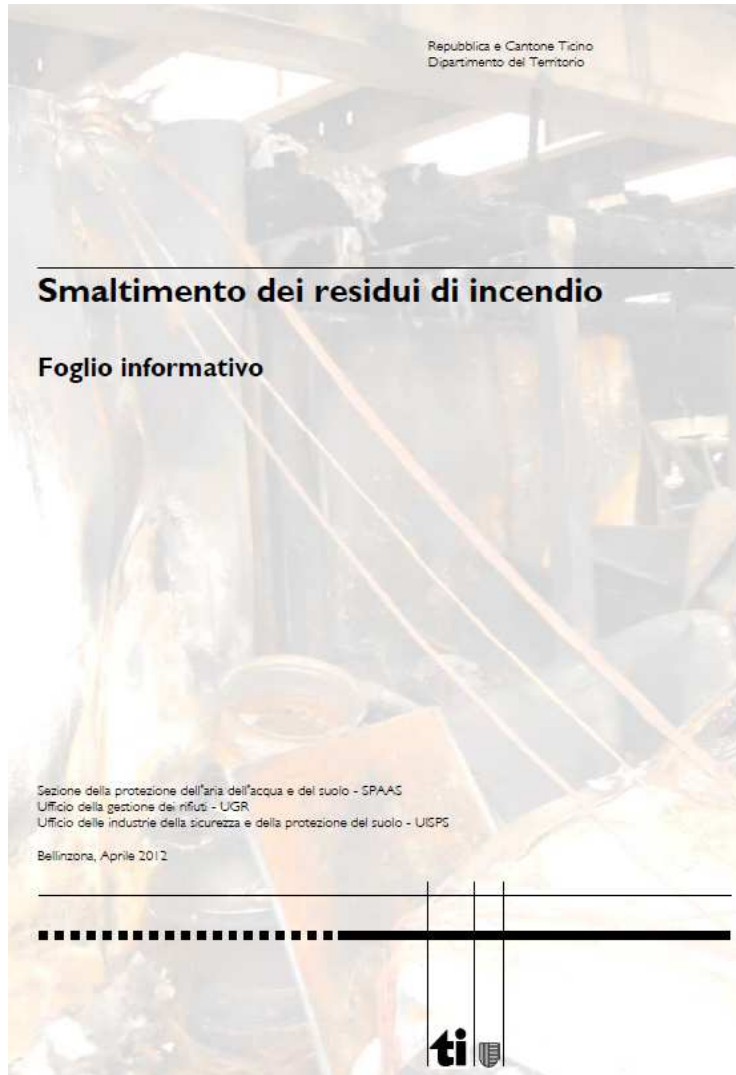 Repubblica e Cantone Ticino
Dipartimento del Territorio
Smaltimento dei residui di incendio
Foglio informativo
Sezione della protezione dell'aria dell'acqua e del suolo - SPAAS
Ufficio della gestione dei rifiuti - UGR
Ufficio delle industrie della sicurezza e della protezione del suolo - UISPS
Bellinzona, Aprile 2012
ti